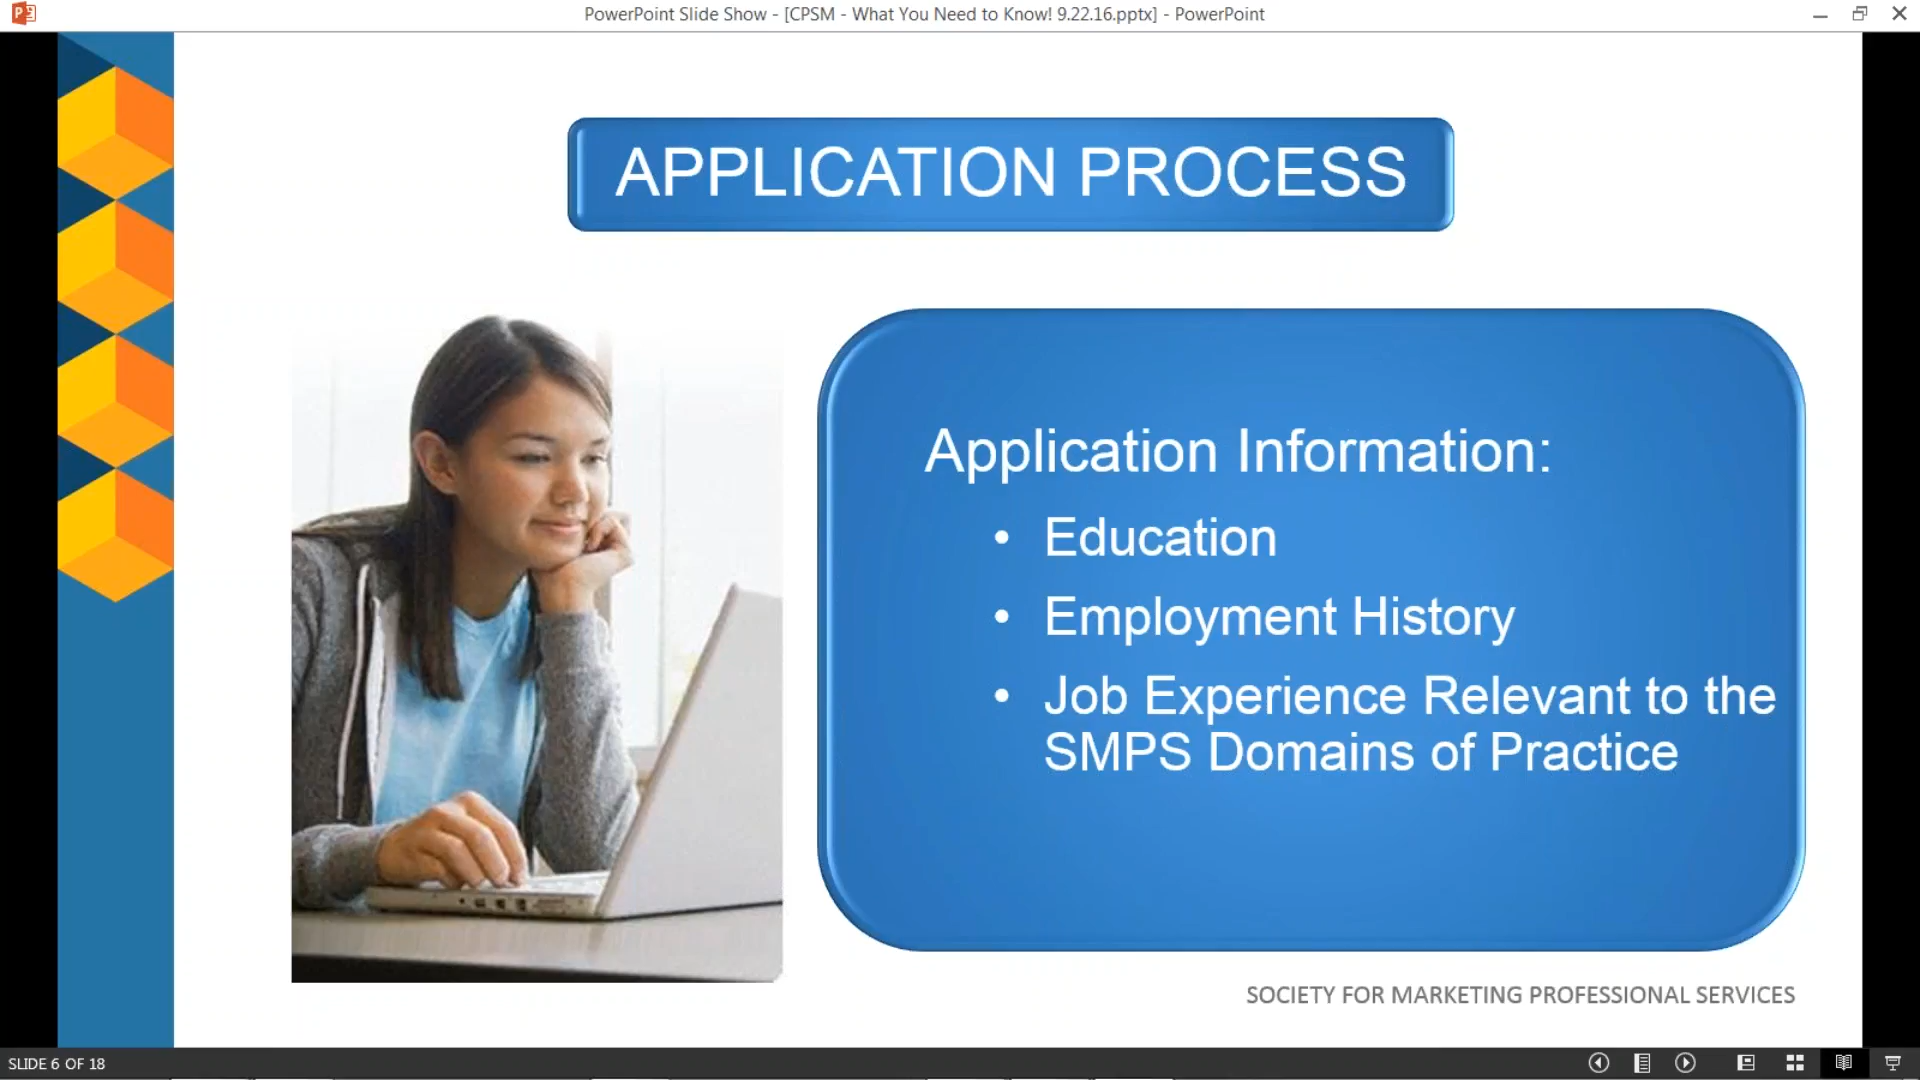 PowerPoint Slide Show - [CPSM - What You Need to Know! 9.22.16.pptx] - PowerPoint
APPLICATION PROCESS
Application Information:
• Education
• Employment History
• Job Experience Relevant to the
SMPS Domains of Practice
SOCIETY FOR MARKETING PROFESSIONAL SERVICES
SLIDE 6 OF 18